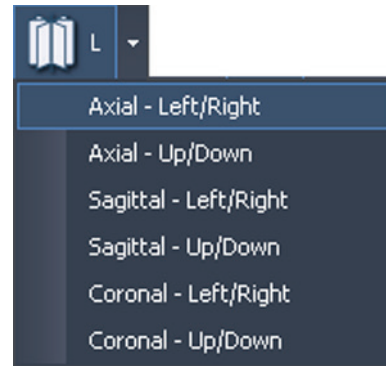 L
Axial - Left/Right
Axial - Up/Down
Sagittal - Left/Right
Sagittal - Up/Down
Coronal - Left/Right
Coronal - Up/Down